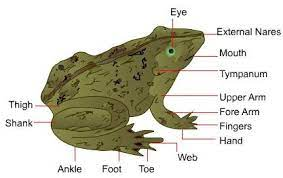 Eye
External Nares
Mouth
Tympanum
Upper Arm
Fore Arm
Fingers
Hand
Web
Thigh
Shank
Ankle
Foot
Toe